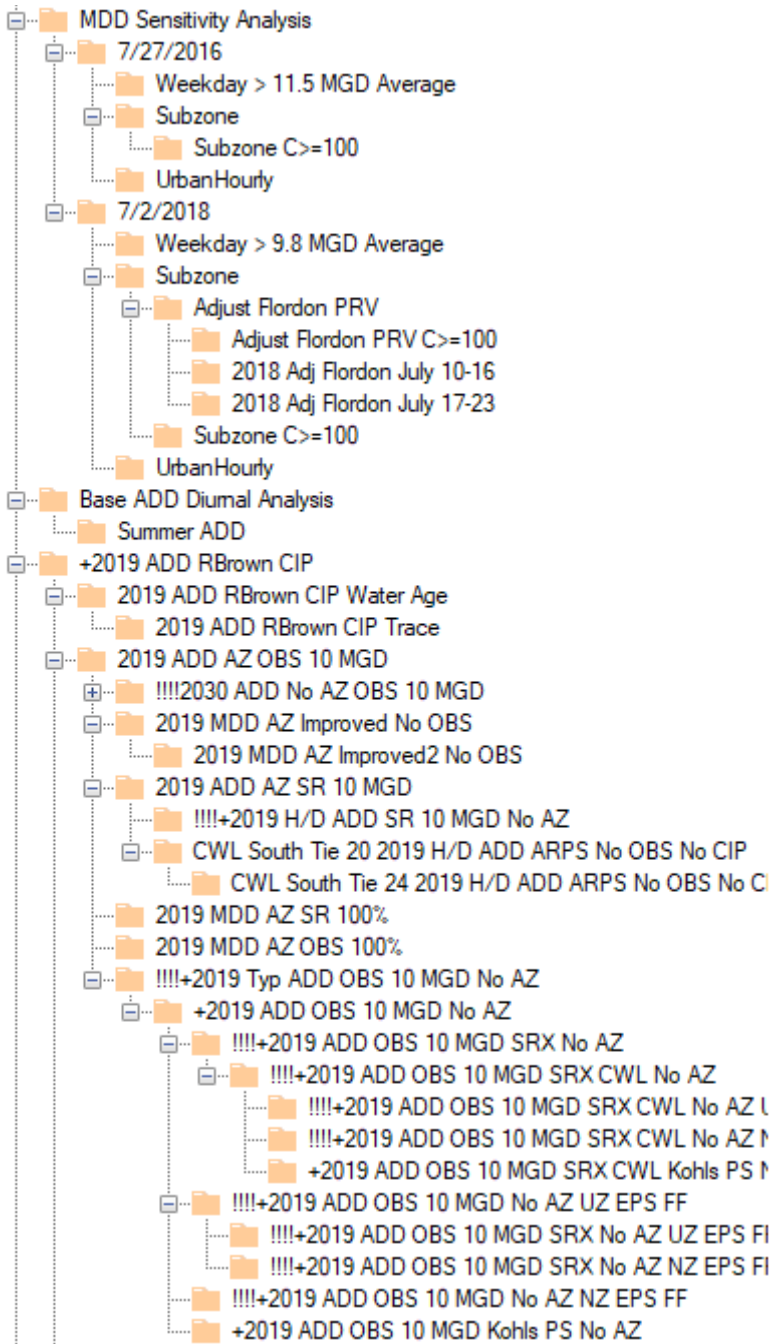 MDD Sensitivity Analysis
7/27/2016
Weekday > 11.5 MGD Average
Subzone
Subzone C>=100
UrbanHourly
7/2/2018
Weekday > 9.8 MGD Average
Subzone
Adjust Flordon PRV
Adjust Flordon PRV C>=100
2018 Adj Flordon July 10-16
2018 Adj Flordon July 17-23
Subzone C>=100
UrbanHourly
Base ADD Diurnal Analysis
Summer ADD
+2019 ADD RBrown CIP
2019 ADD RBrown CIP Water Age
2019 ADD RBrown CIP Trace
2019 ADD AZ OBS 10 MGD
!!!!2030 ADD No AZ OBS 10 MGD
2019 MDD AZ Improved No OBS
2019 MDD AZ Improved2 No OBS
2019 ADD AZ SR 10 MGD
!!!!+2019 H/D ADD SR 10 MGD No AZ
CWL South Tie 20 2019 H/D ADD ARPS No OBS No CIP
CWL South Tie 24 2019 H/D ADD ARPS No OBS No
2019 MDD AZ SR 100%
2019 MDD AZ OBS 100%
!!!!+2019 Typ ADD OBS 10 MGD No AZ
+2019 ADD OBS 10 MGD No AZ
!!!!+2019 ADD OBS 10 MGD SRX No AZ
!!!!+2019 ADD OBS 10 MGD SRX CWL No AZ
!!!!+2019 ADD OBS 10 MGD SRX CWL No AZ
!!!!+2019 ADD OBS 10 MGD SRX CWL No AZ
+2019 ADD OBS 10 MGD SRX CWL Kohls PS
!!!!+2019 ADD OBS 10 MGD No AZ UZ EPS FF
!!!!+2019 ADD OBS 10 MGD SRX No AZ UZ EPS
!!!!+2019 ADD OBS 10 MGD SRX No AZ NZ EPS
!!!!+2019 ADD OBS 10 MGD No AZ NZ EPS FF
+2019 ADD OBS 10 MGD Kohls PS No AZ